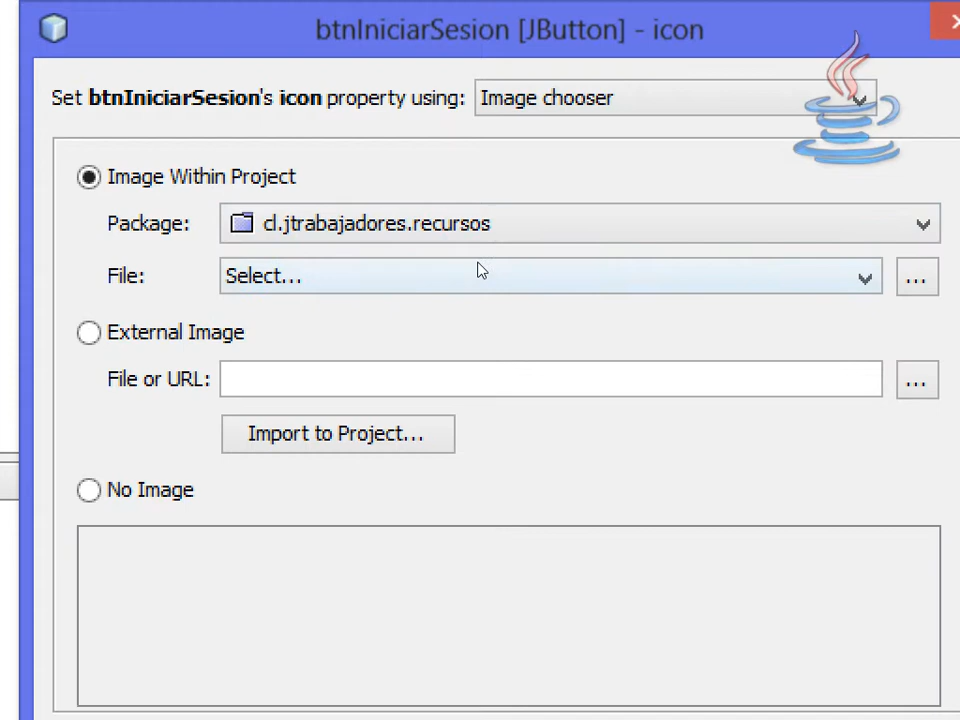 btnIniciarSesion [JButton] - icon
Set btnIniciarSesion's icon property using: Image chooser
Image Within Project
Package: cl.jtrabajadores.recursos
File: Select... ...
External Image
File or URL: ...
Import to Project...
No Image